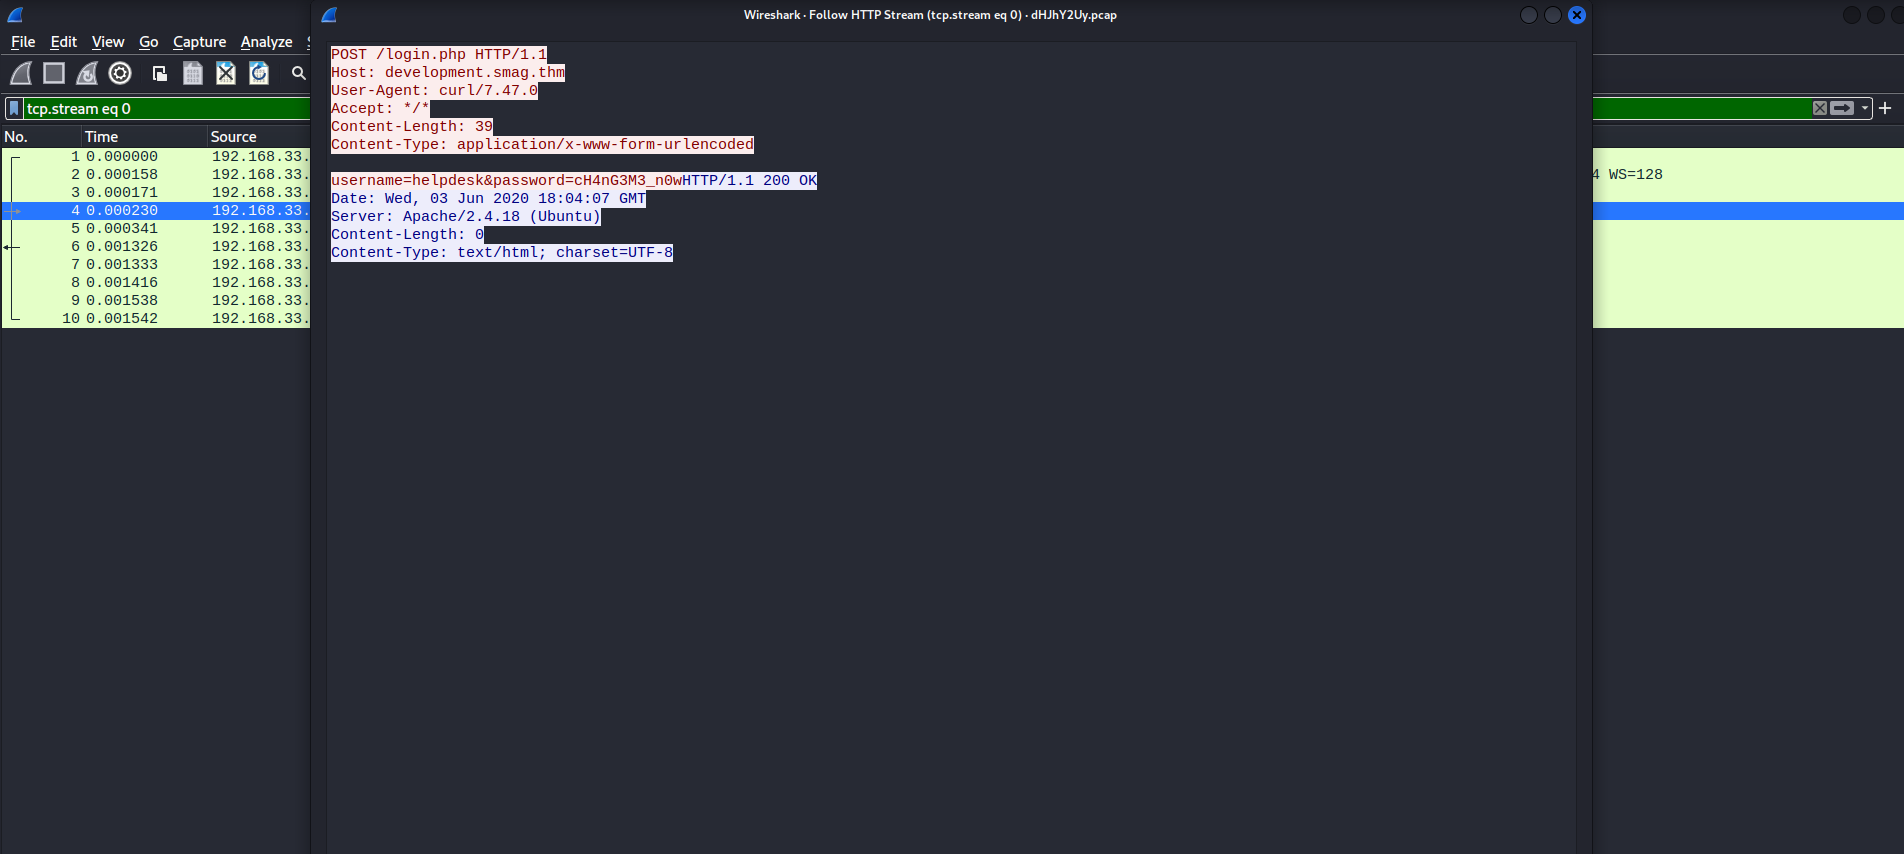 Wireshark · Follow HTTP Stream (tcp.stream eq 0) · dHJhY2Uy.pcap
File Edit View Go Capture Analyze
tcp.stream eq 0
No. Time Source
1 0.000000 192.168.33.
2 0.000158 192.168.33.
3 0.000171 192.168.33.
4 0.000230 192.168.33.
5 0.000341 192.168.33.
6 0.001326 192.168.33.
7 0.001333 192.168.33.
8 0.001416 192.168.33.
9 0.001538 192.168.33.
10 0.001542 192.168.33.
POST /login.php HTTP/1.1
Host: development.smag.thm
User-Agent: curl/7.47.0
Accept: */*
Content-Length: 39
Content-Type: application/x-www-form-urlencoded
username=helpdesk&password=cH4nG3M3_n0wHTTP/1.1 200 OK
Date: Wed, 03 Jun 2020 18:04:07 GMT
Server: Apache/2.4.18 (Ubuntu)
Content-Length: 0
Content-Type: text/html; charset=UTF-8
4 WS=128